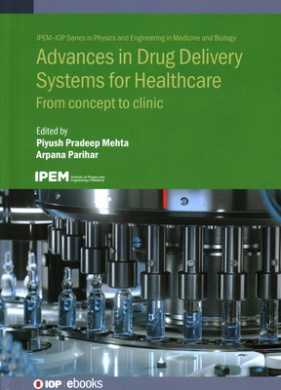 IPEM–IOP Series in Physics and Engineering in Medicine and Biology
Advances in Drug Delivery
Systems for Healthcare
From concept to clinic
Edited by
Piyush Pradeep Mehta
Arpana Parihar
IPEM Institute of Physics and
Engineering in Medicine
IOP ebooks